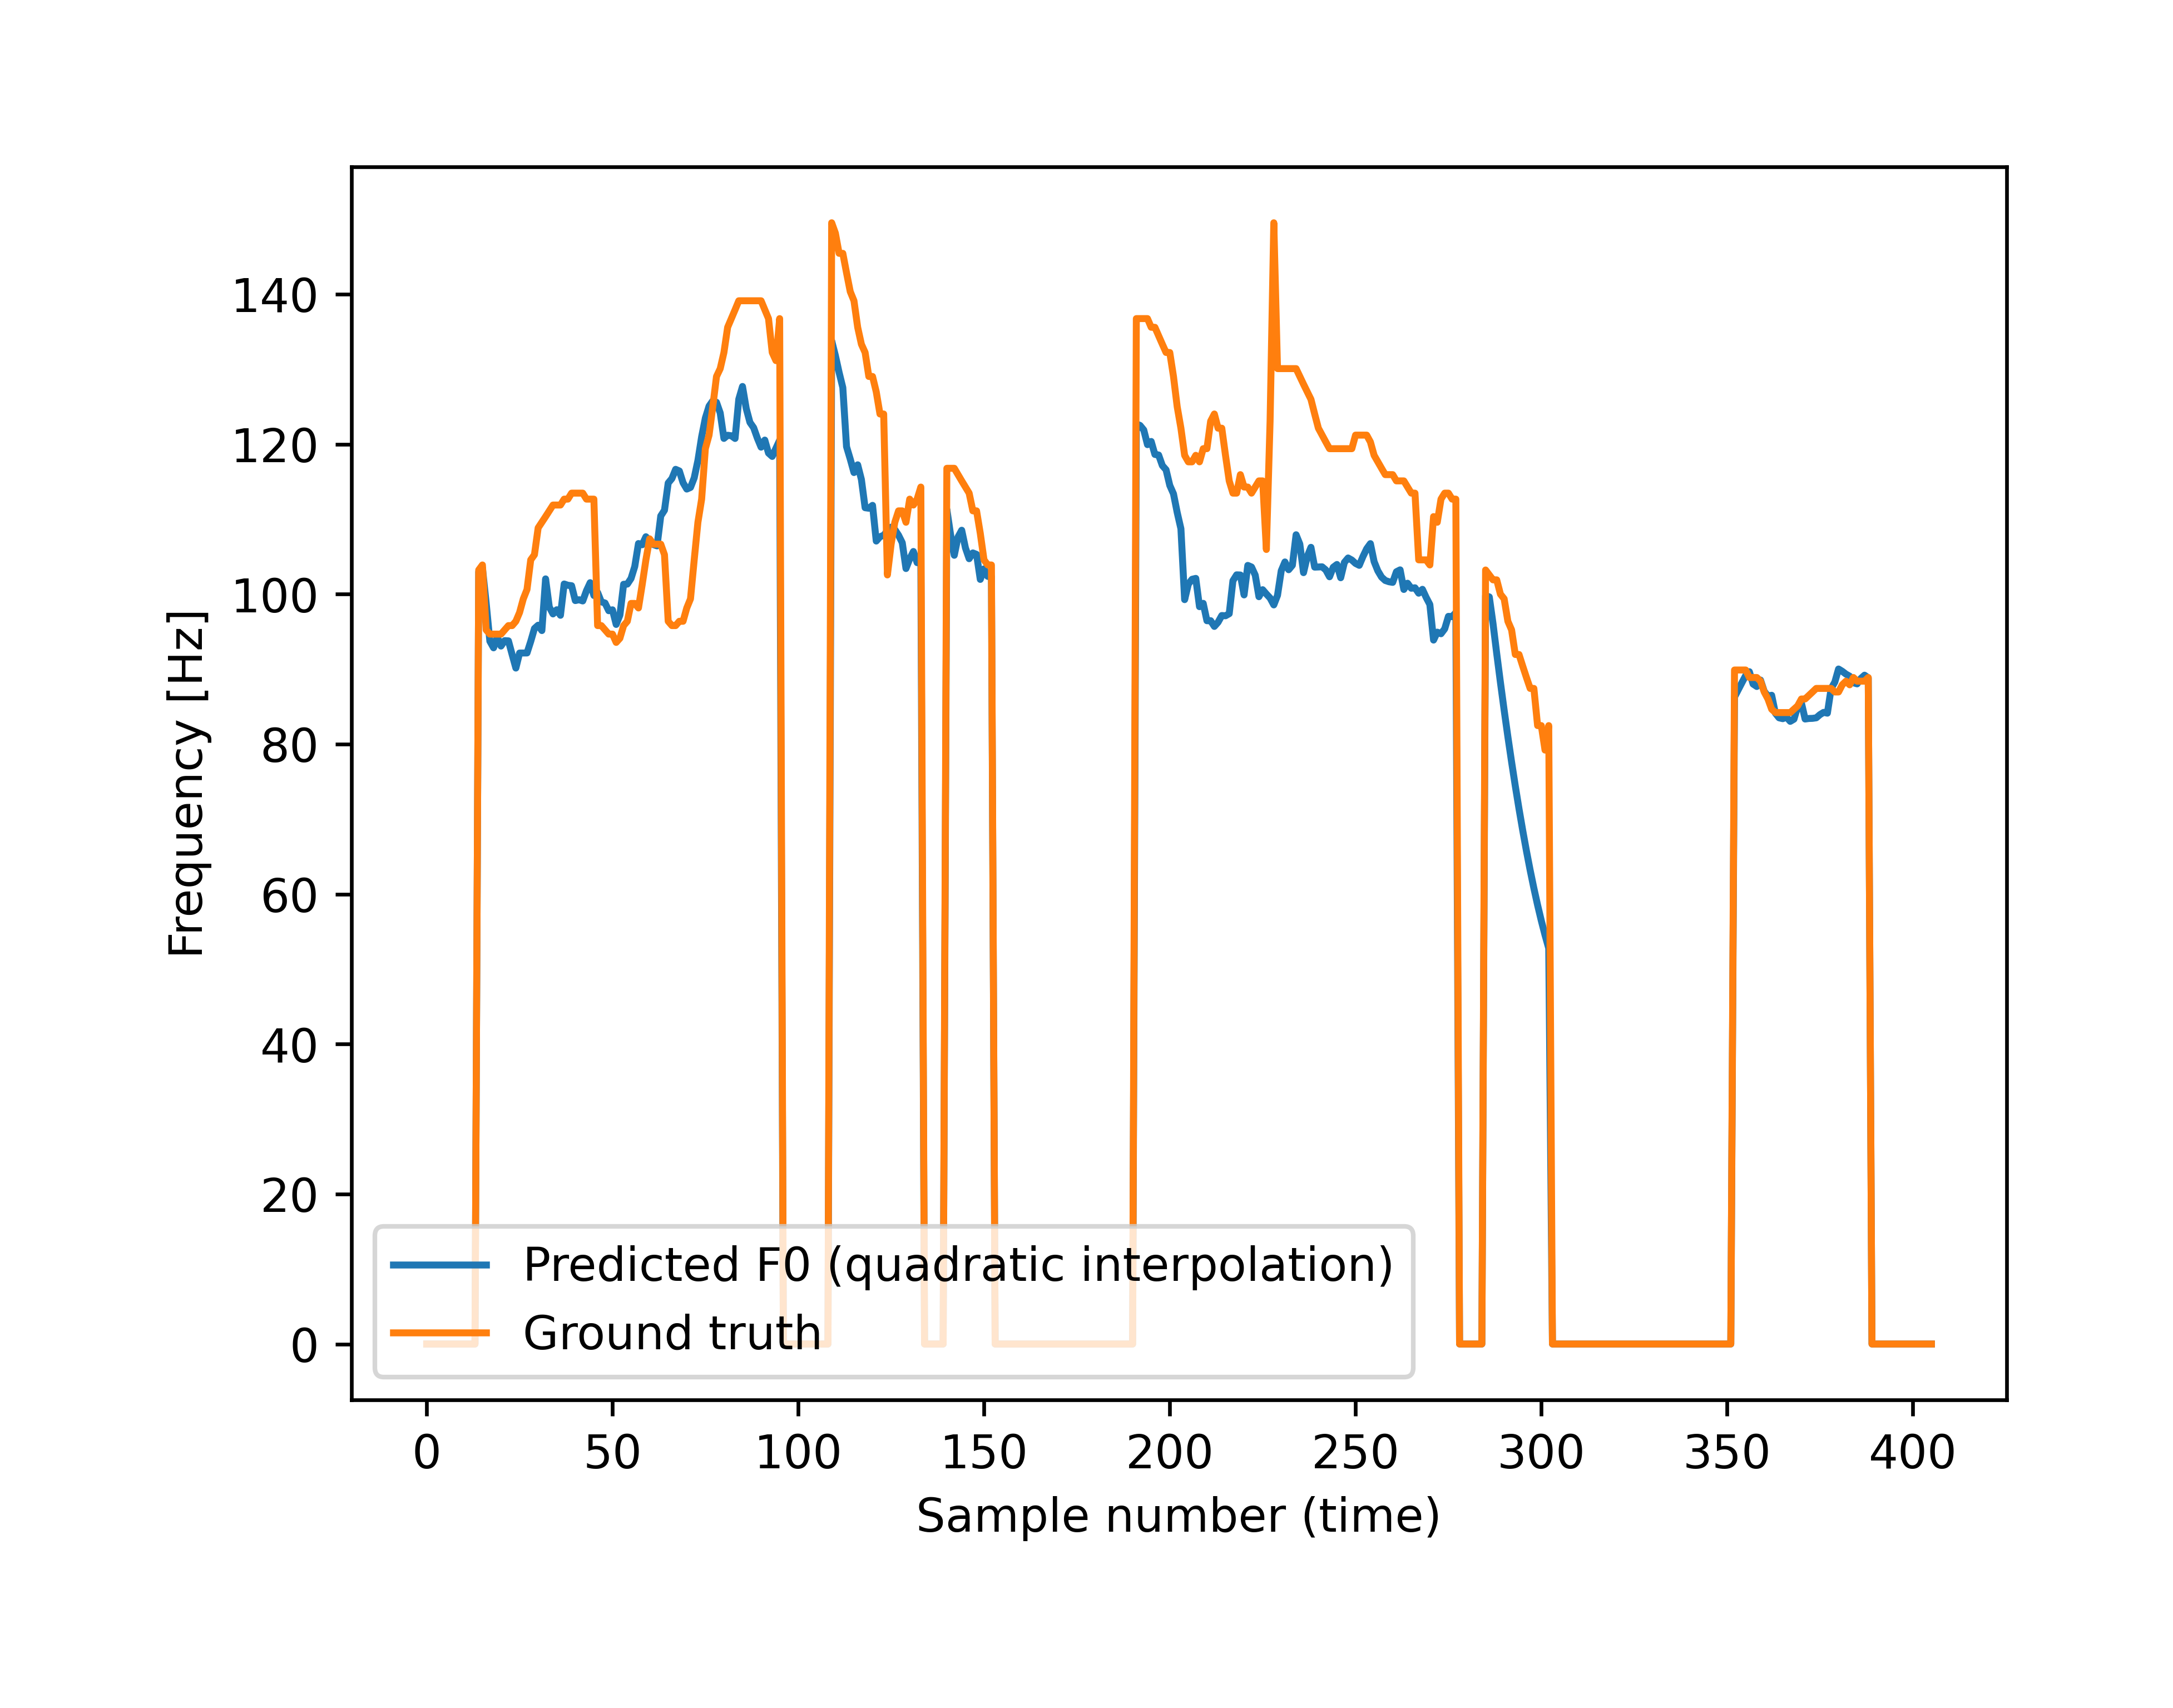 140
120
100
80
60
40
20
0
Frequency [Hz]
Predicted F0 (quadratic interpolation)
Ground truth
0 50 100 150 200 250 300 350 400
Sample number (time)